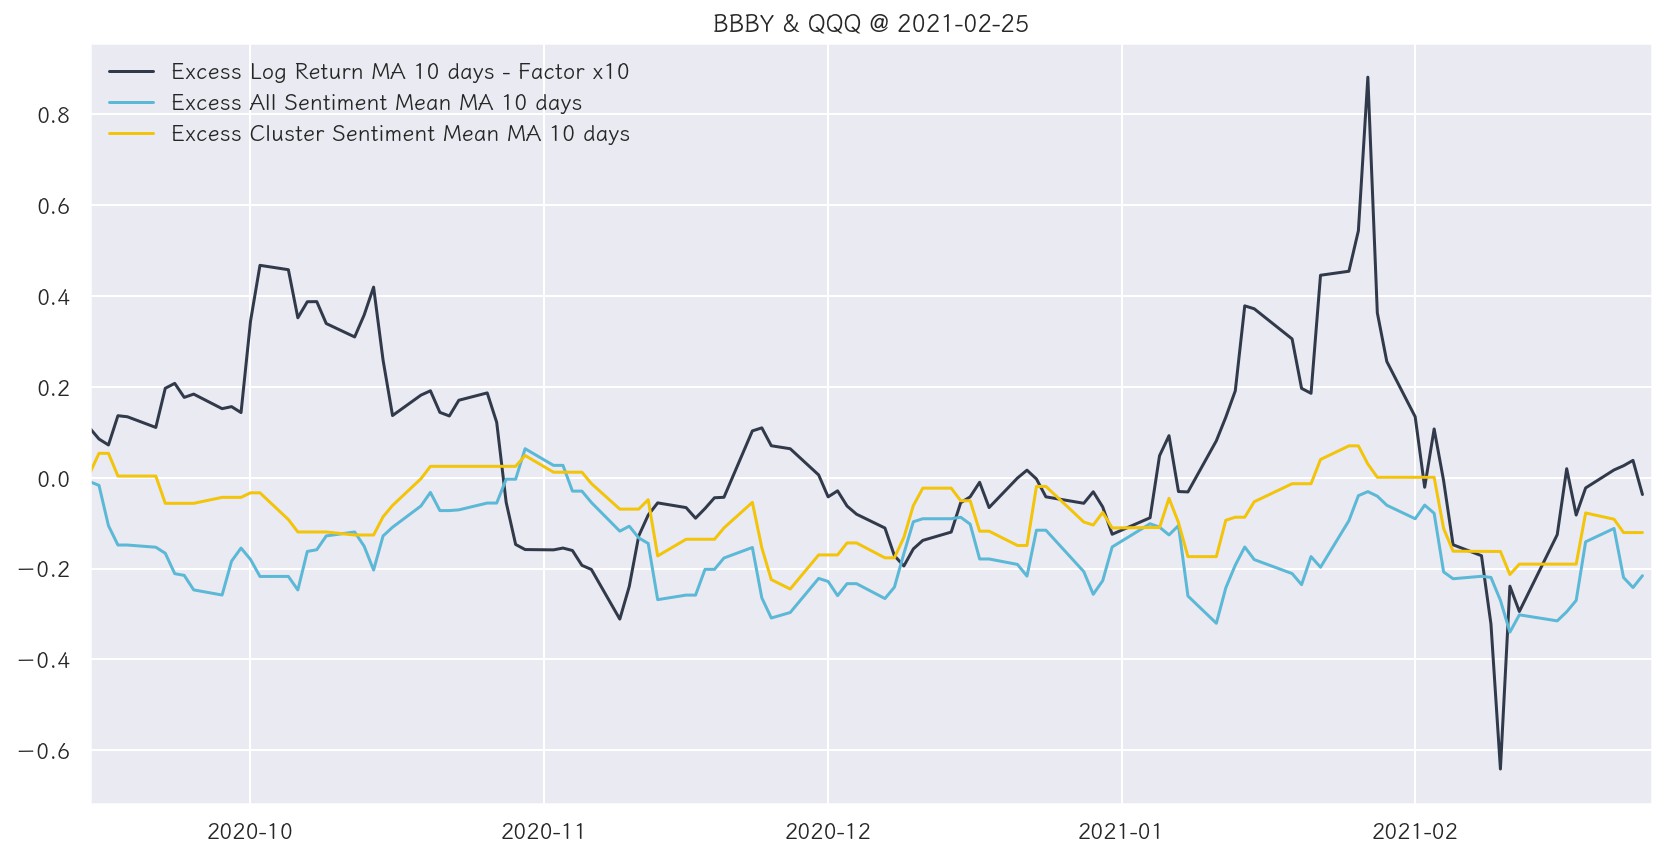 BBBY & QQQ @ 2021-02-25
Excess Log Return MA 10 days - Factor x10
Excess All Sentiment Mean MA 10 days
Excess Cluster Sentiment Mean MA 10 days
0.8
0.6
0.4
0.2
0.0
−0.2
−0.4
−0.6
2020-10 2020-11 2020-12 2021-01 2021-02